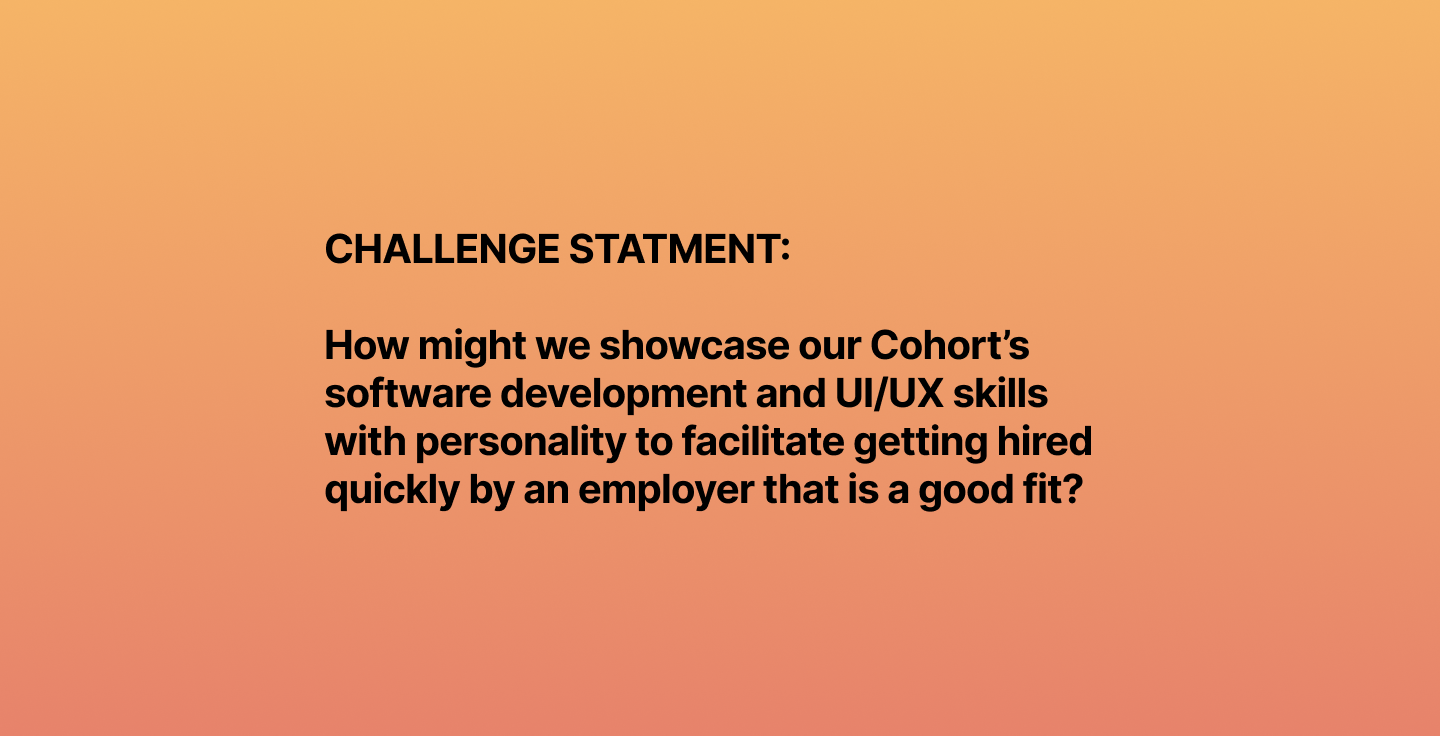 CHALLENGE STATMENT:
How might we showcase our Cohort’s
software development and UI/UX skills
with personality to facilitate getting hired
quickly by an employer that is a good fit?